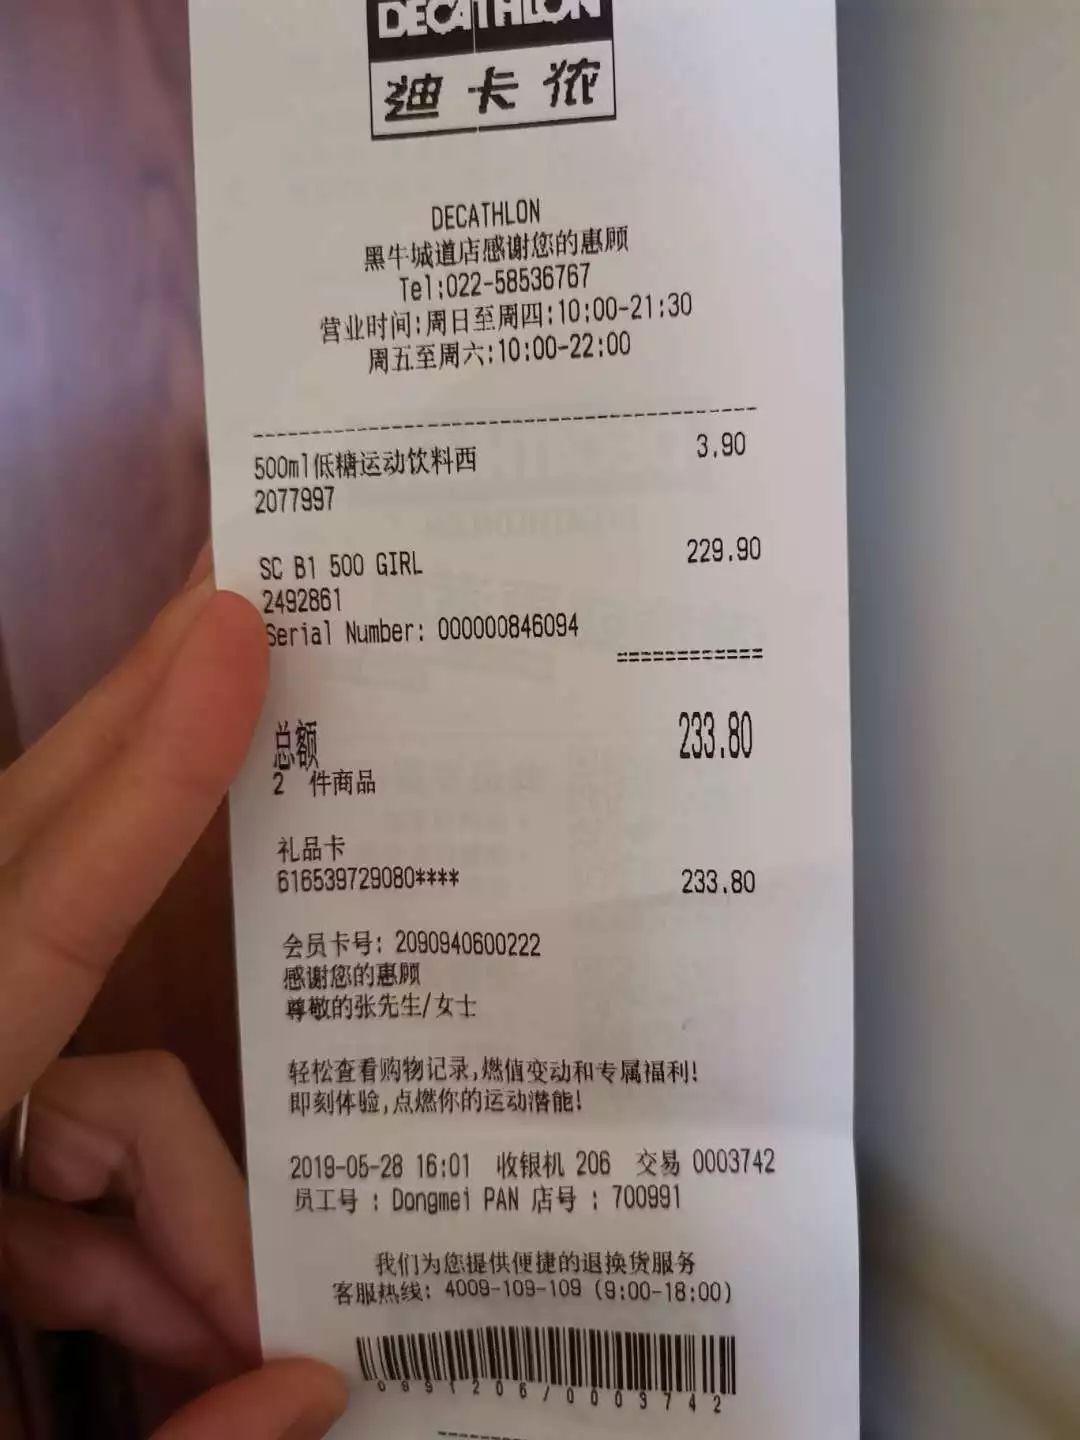 DECATHLON
迪卡侬
DECATHLON
黑牛城道店感谢您的惠顾
Tel:022-58536767
营业时间:周日至周四:10:00-21:30
周五至周六:10:00-22:00
500ml低糖运动饮料西 3.90
2077997
SC B1 500 GIRL 229.90
2492861
Serial Number: 000000846094
总额 233.80
2 件商品
礼品卡
616539729080**** 233.80
会员卡号: 2090940600222
感谢您的惠顾
尊敬的张先生/女士
轻松查看购物记录,燃值变动和专属福利!
即刻体验,点燃你的运动潜能!
2019-05-28 16:01 收银机 206 交易 0003742
员工号 : Dongmei PAN 店号 : 700991
我们为您提供便捷的退换货服务
客服热线: 4009-109-109 (9:00-18:00)
0991206/0003742